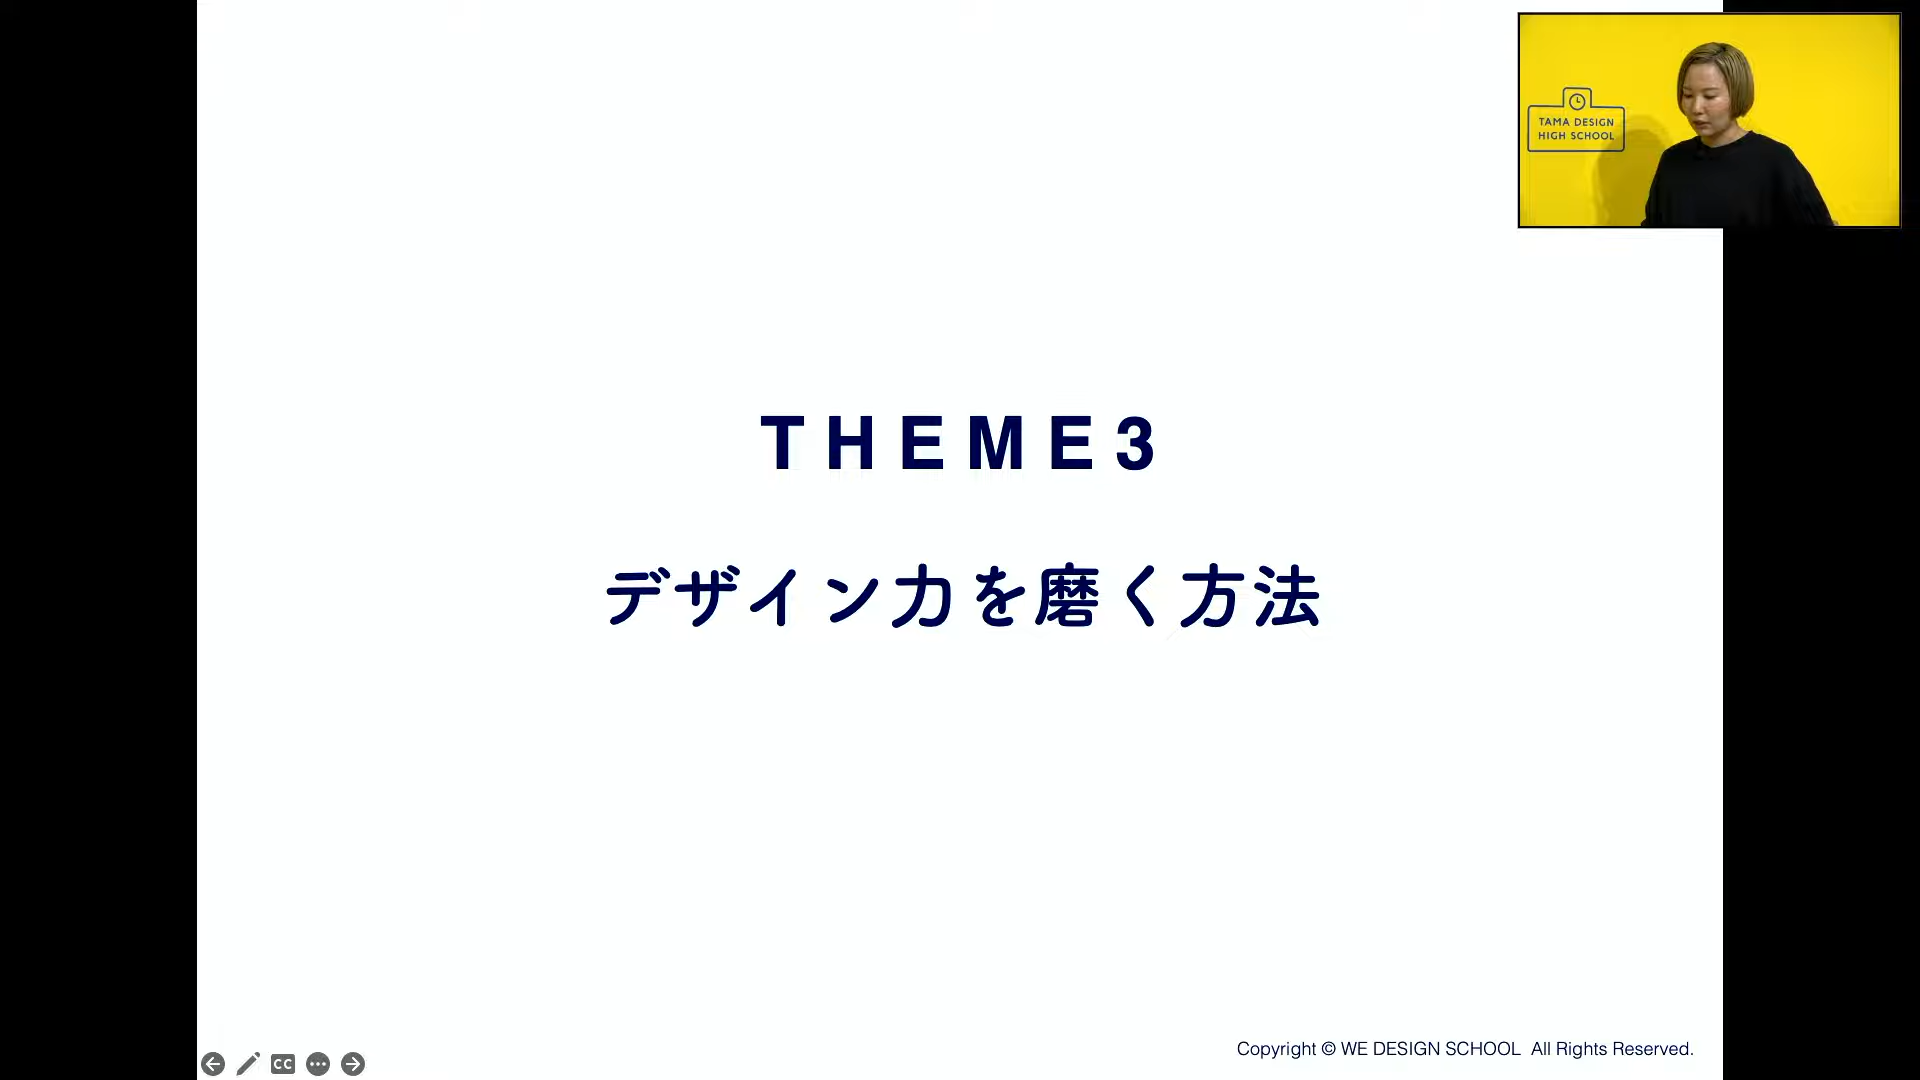 TAMA DESIGN
HIGH SCHOOL
THEME3
デザイン力を磨く方法
CC
Copyright © WE DESIGN SCHOOL All Rights Reserved.